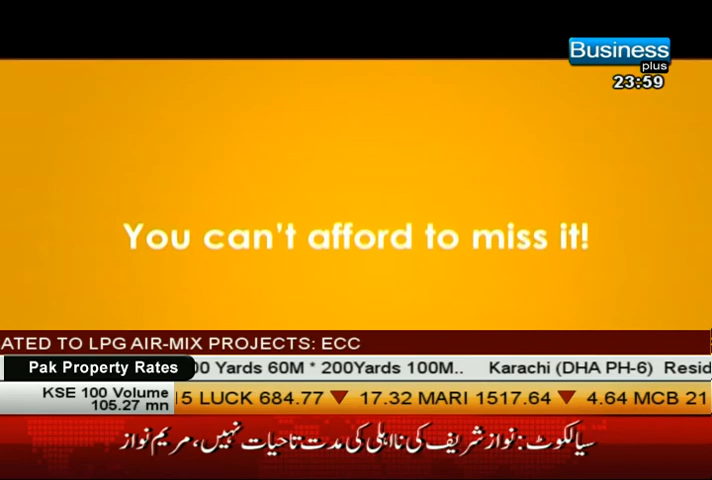 Business
plus
23:59
You can't afford to miss it!
ATED TO LPG AIR-MIX PROJECTS: ECC
Pak Property Rates
00 Yards 60M * 200Yards 100M.. Karachi (DHA PH-6) Resid
KSE 100 Volume
105.27 mn
15 LUCK 684.77 ▼ 17.32 MARI 1517.64 ▼ 4.64 MCB 21
سیالکوٹ: نوازشریف کی نااہلی کی مدت تاحیات نہیں، مریم نواز